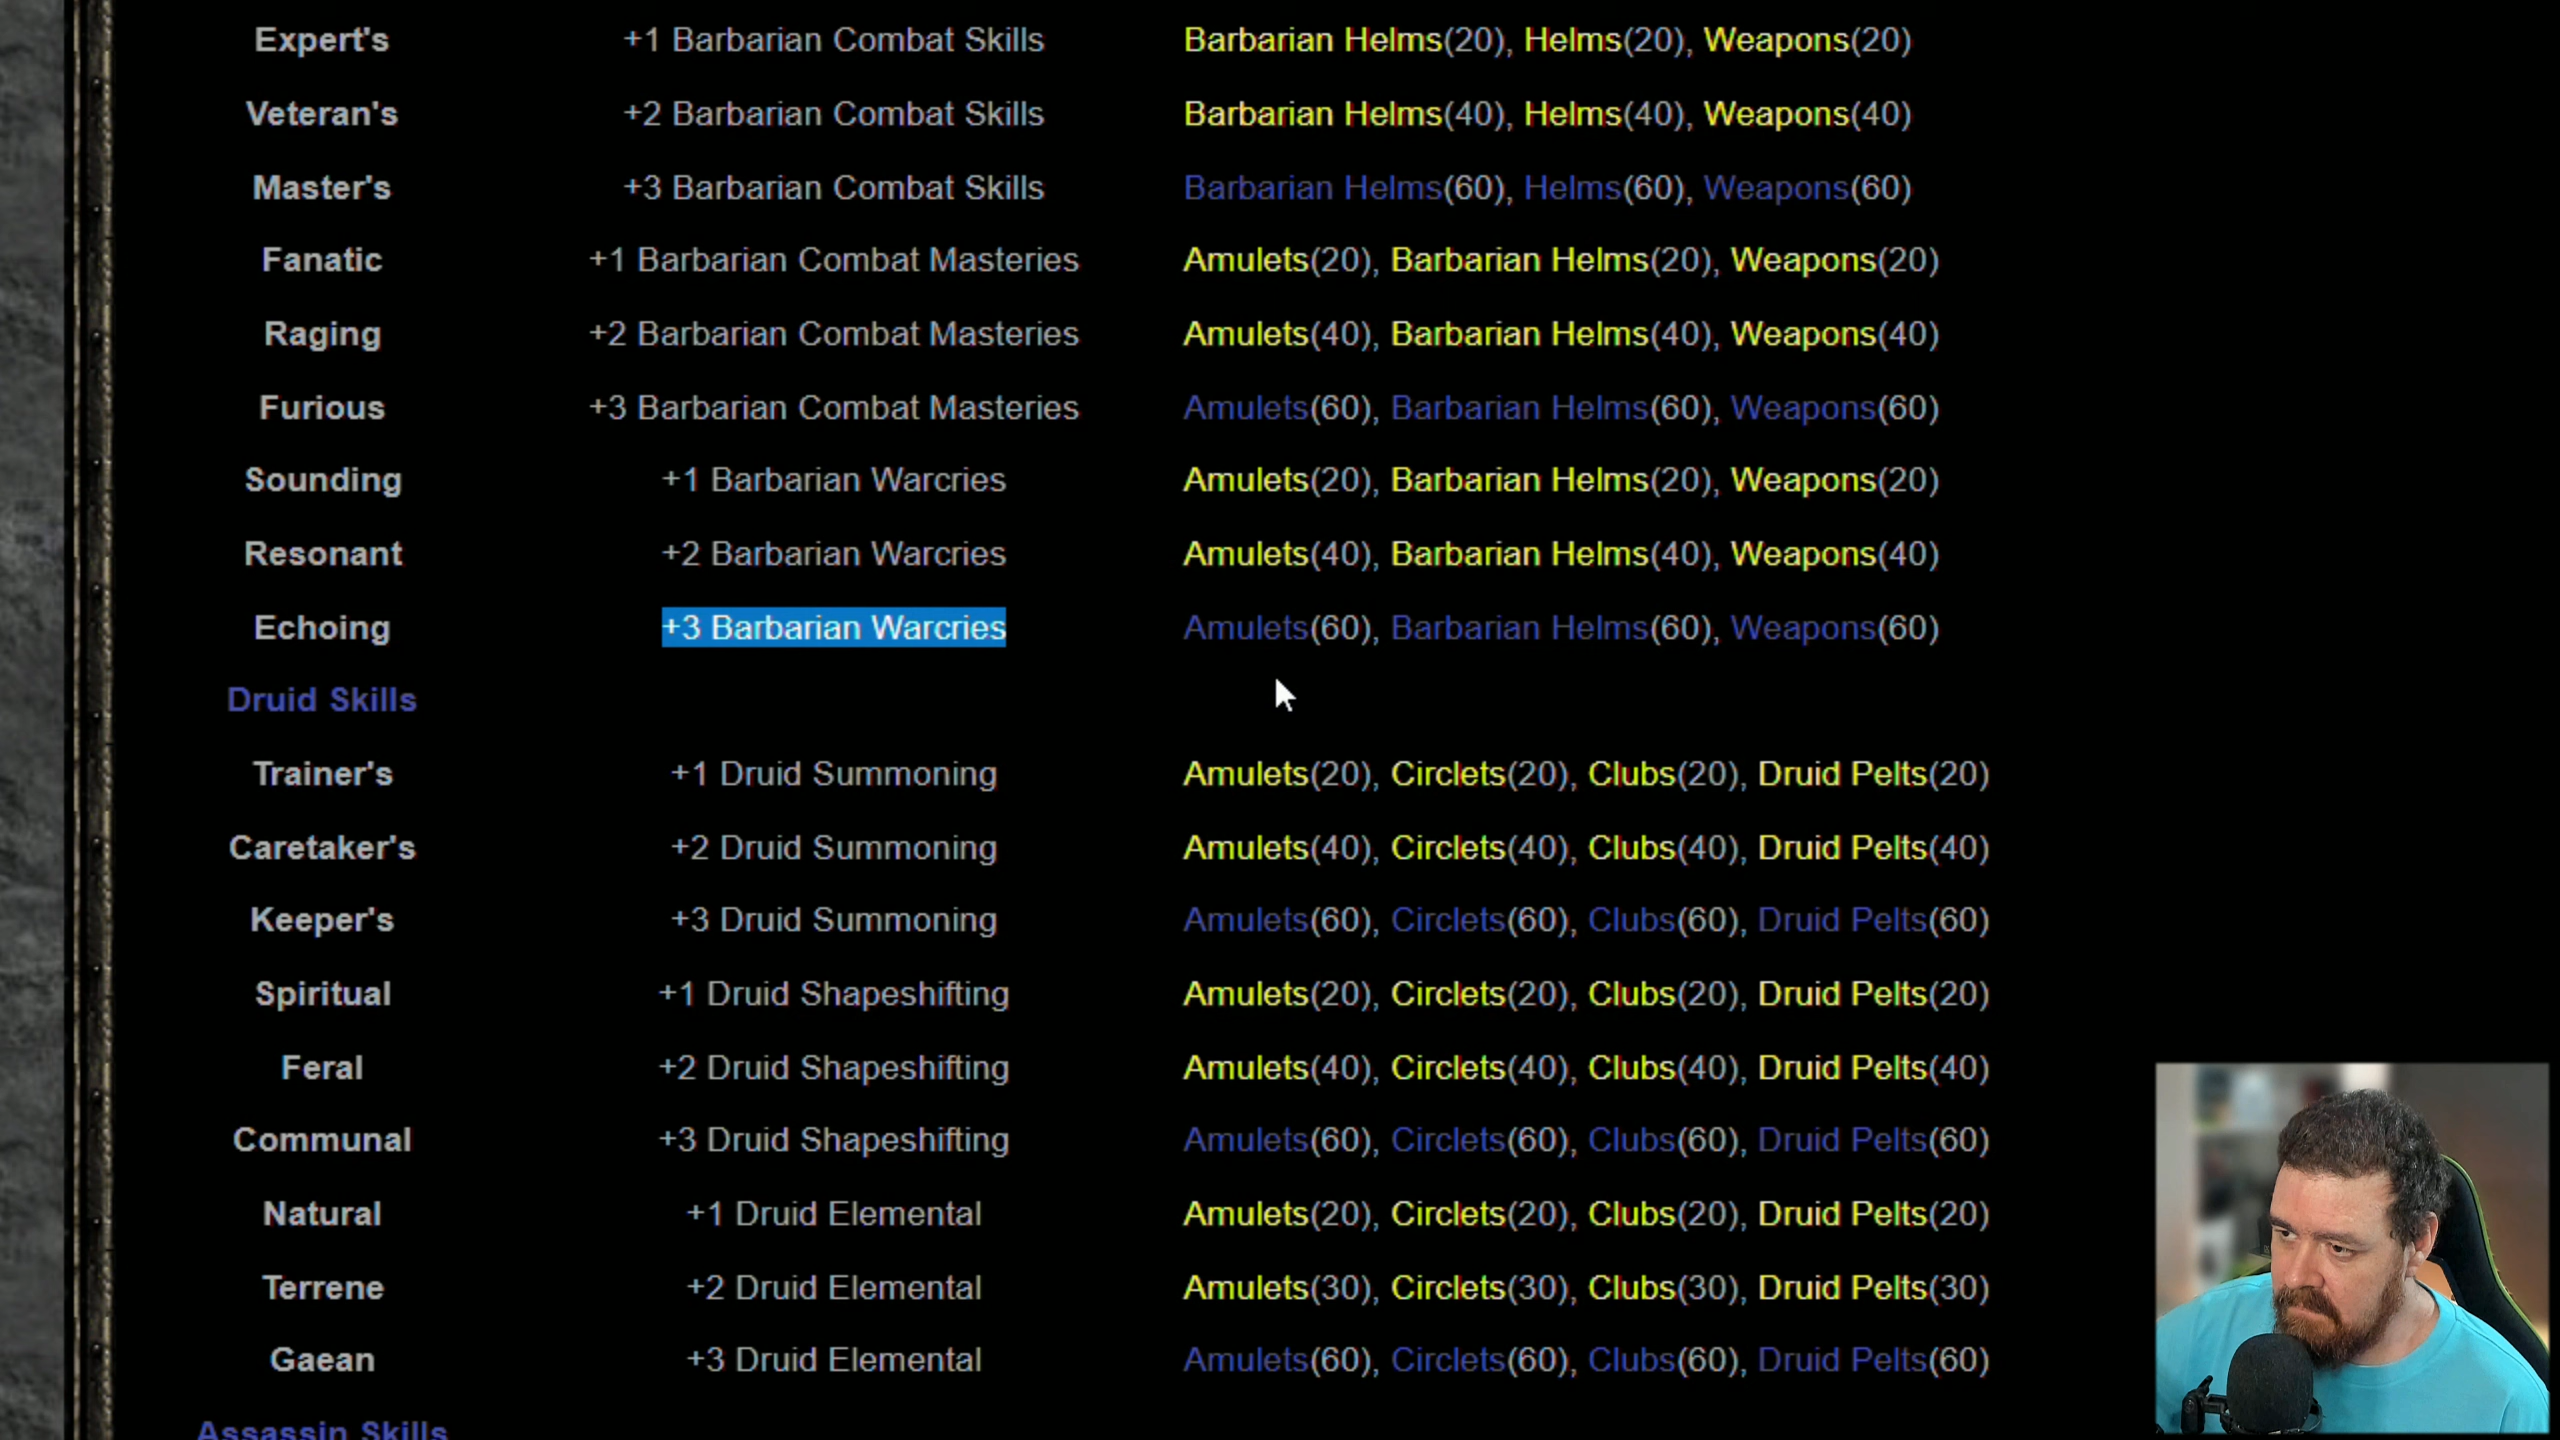 Expert's +1 Barbarian Combat Skills Barbarian Helms(20), Helms(20), Weapons(20)
Veteran's +2 Barbarian Combat Skills Barbarian Helms(40), Helms(40), Weapons(40)
Master's +3 Barbarian Combat Skills Barbarian Helms(60), Helms(60), Weapons(60)
Fanatic +1 Barbarian Combat Masteries Amulets(20), Barbarian Helms(20), Weapons(20)
Raging +2 Barbarian Combat Masteries Amulets(40), Barbarian Helms(40), Weapons(40)
Furious +3 Barbarian Combat Masteries Amulets(60), Barbarian Helms(60), Weapons(60)
Sounding +1 Barbarian Warcries Amulets(20), Barbarian Helms(20), Weapons(20)
Resonant +2 Barbarian Warcries Amulets(40), Barbarian Helms(40), Weapons(40)
Echoing +3 Barbarian Warcries Amulets(60), Barbarian Helms(60), Weapons(60)
Druid Skills
Trainer's +1 Druid Summoning Amulets(20), Circlets(20), Clubs(20), Druid Pelts(20)
Caretaker's +2 Druid Summoning Amulets(40), Circlets(40), Clubs(40), Druid Pelts(40)
Keeper's +3 Druid Summoning Amulets(60), Circlets(60), Clubs(60), Druid Pelts(60)
Spiritual +1 Druid Shapeshifting Amulets(20), Circlets(20), Clubs(20), Druid Pelts(20)
Feral +2 Druid Shapeshifting Amulets(40), Circlets(40), Clubs(40), Druid Pelts(40)
Communal +3 Druid Shapeshifting Amulets(60), Circlets(60), Clubs(60), Druid Pelts(60)
Natural +1 Druid Elemental Amulets(20), Circlets(20), Clubs(20), Druid Pelts(20)
Terrene +2 Druid Elemental Amulets(30), Circlets(30), Clubs(30), Druid Pelts(30)
Gaean +3 Druid Elemental Amulets(60), Circlets(60), Clubs(60), Druid Pelts(60)
Assassin Skills